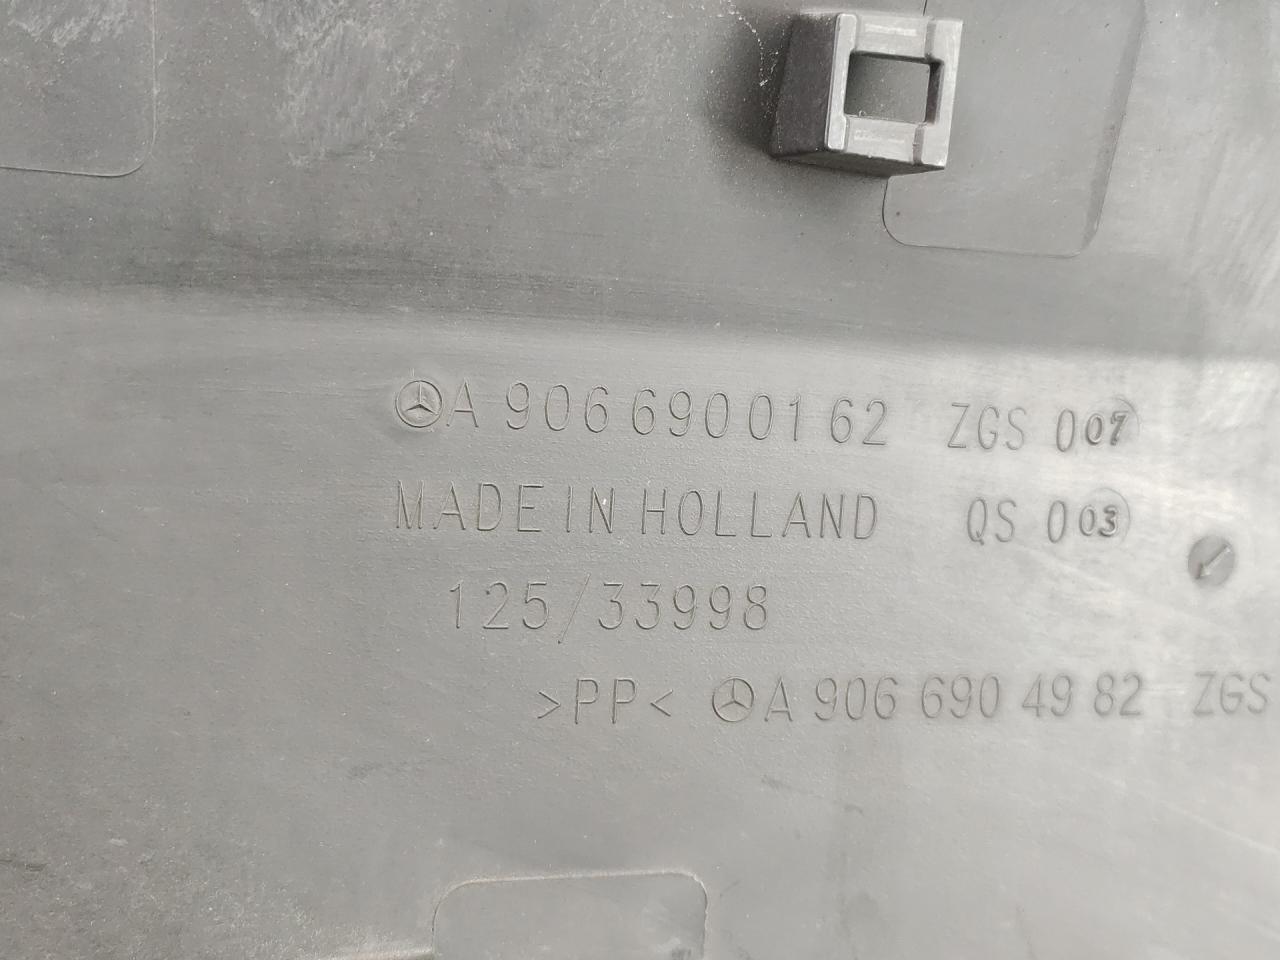 A 906 690 01 62 ZGS 007
MADE IN HOLLAND QS 003
125/33998
>PP< A 906 690 49 82 ZGS